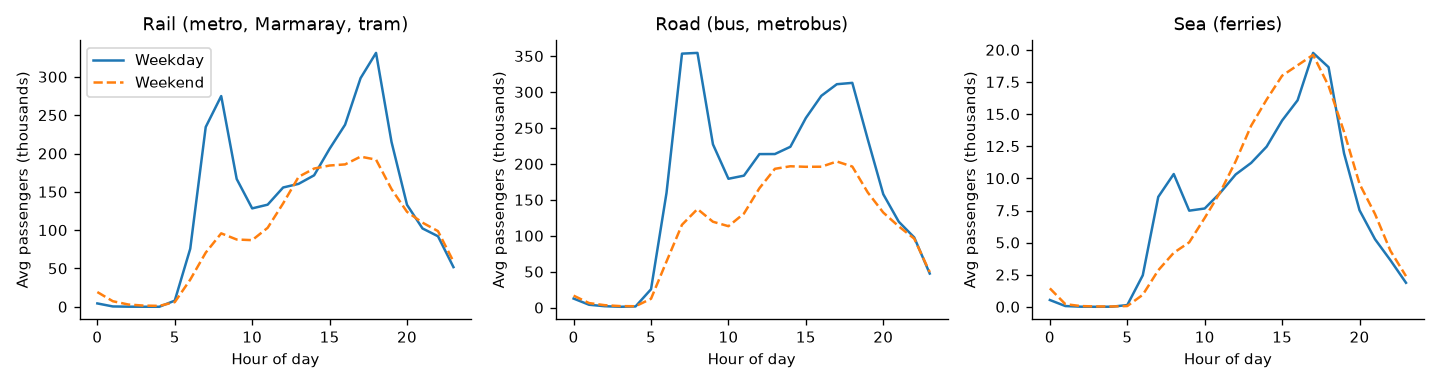 Rail (metro, Marmaray, tram)
Avg passengers (thousands)
300
250
200
150
100
50
0
Weekday
Weekend
0 5 10 15 20
Hour of day
Road (bus, metrobus)
Avg passengers (thousands)
350
300
250
200
150
100
50
0
0 5 10 15 20
Hour of day
Sea (ferries)
Avg passengers (thousands)
20.0
17.5
15.0
12.5
10.0
7.5
5.0
2.5
0.0
0 5 10 15 20
Hour of day